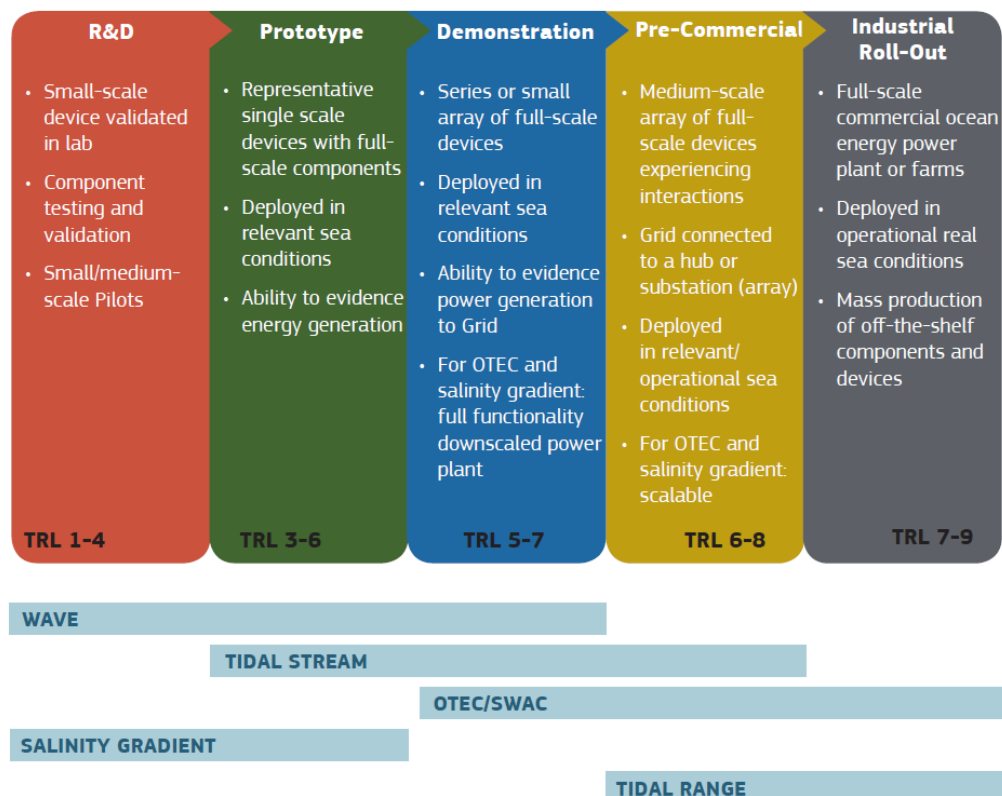 R&D
• Small-scale
device validated
in lab
• Component
testing and
validation
• Small/medium-
scale Pilots
TRL 1-4
Prototype
• Representative
single scale
devices with full-
scale components
• Deployed in
relevant sea
conditions
• Ability to evidence
energy generation
TRL 3-6
Demonstration
• Series or small
array of full-scale
devices
• Deployed in
relevant sea
conditions
• Ability to evidence
power generation
to Grid
• For OTEC and
salinity gradient:
full functionality
downscaled power
plant
TRL 5-7
Pre-Commercial
• Medium-scale
array of full-
scale devices
experiencing
interactions
• Grid connected
to a hub or
substation (array)
• Deployed
in relevant/
operational sea
conditions
• For OTEC and
salinity gradient:
scalable
TRL 6-8
Industrial
Roll-Out
• Full-scale
commercial ocean
energy power
plant or farms
• Deployed in
operational real
sea conditions
• Mass production
of off-the-shelf
components and
devices
TRL 7-9
WAVE
TIDAL STREAM
OTEC/SWAC
SALINITY GRADIENT
TIDAL RANGE